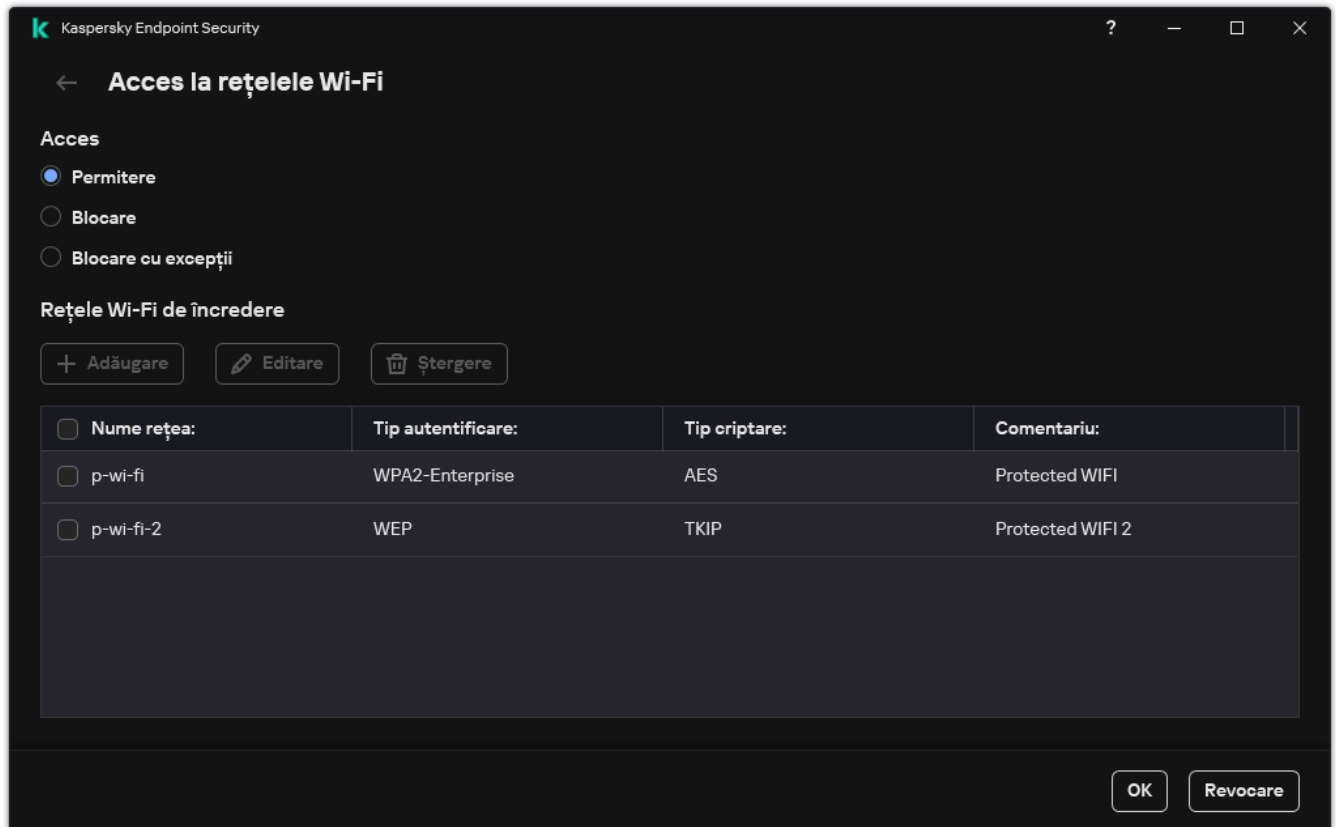 Kaspersky Endpoint Security ?
Acces la rețelele Wi-Fi
Acces
Permitere
Blocare
Blocare cu excepții
Rețele Wi-Fi de încredere
Adăugare Editare Ștergere
Nume rețea: Tip autentificare: Tip criptare: Comentariu:
p-wi-fi WPA2-Enterprise AES Protected WIFI
p-wi-fi-2 WEP TKIP Protected WIFI 2
OK Revocare